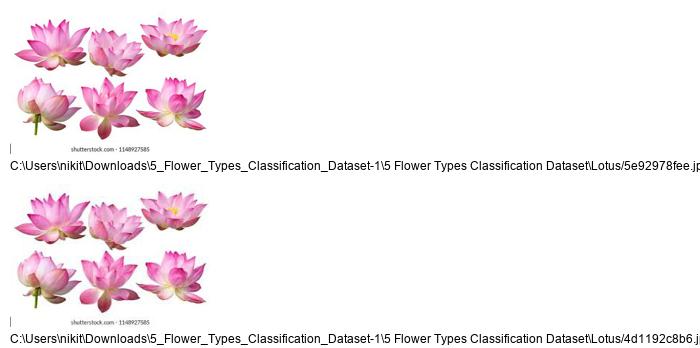 shutterstock.com · 1148927585
C:\Users\nikit\Downloads\5_Flower_Types_Classification_Dataset-1\5 Flower Types Classification Dataset\Lotus/5e92978fee.jp
shutterstock.com · 1148927585
C:\Users\nikit\Downloads\5_Flower_Types_Classification_Dataset-1\5 Flower Types Classification Dataset\Lotus/4d1192c8b6.j